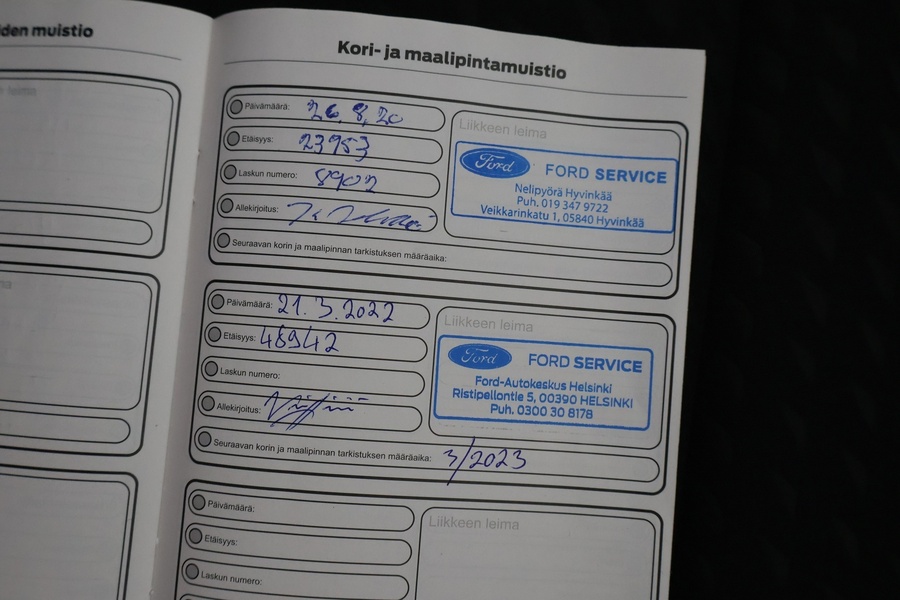 muistio
Kori- ja maalipintamuistio
Päivämäärä: 26.8.20
Etäisyys: 23953
Laskun numero: 8902
Allekirjoitus:
Seuraavan korin ja maalipinnan tarkistuksen määräaika:
Liikkeen leima
Ford FORD SERVICE
Nelipyörä Hyvinkää
Puh. 019 347 9722
Veikkarinkatu 1, 05840 Hyvinkää
Päivämäärä: 21.3.2022
Etäisyys: 48942
Laskun numero:
Allekirjoitus:
Seuraavan korin ja maalipinnan tarkistuksen määräaika: 3/2023
Liikkeen leima
Ford FORD SERVICE
Ford-Autokeskus Helsinki
Ristipellontie 5, 00390 HELSINKI
Puh. 0300 30 8178
Päivämäärä:
Etäisyys:
Laskun numero:
Liikkeen leima